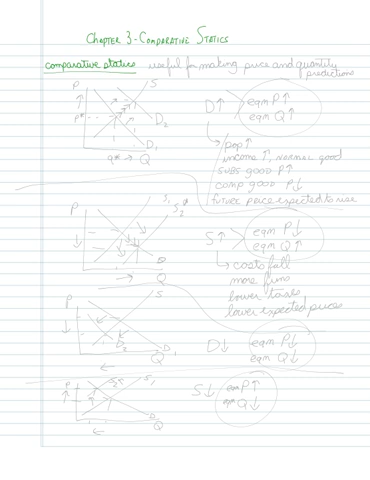 CHAPTER 3 - COMPARATIVE STATICS
comparative statics useful for making price and quantity
predictions
P S
D↑ > eqm P↑
eqm Q↑
P*
D2
D1
q* → Q
pop↑
income↑, normal good
subs good P↑
comp good P↓
future price expected to rise
P S1
S2
S↑ > eqm P↓
eqm Q↑
D
→ Q
costs fall
more firms
lower taxes
lower expected price
P S
D↓ eqm P↓
eqm Q↓
D2 D1
Q
←
P S2 S1
S↓ eqm P↑
eqm Q↓
D
Q
←